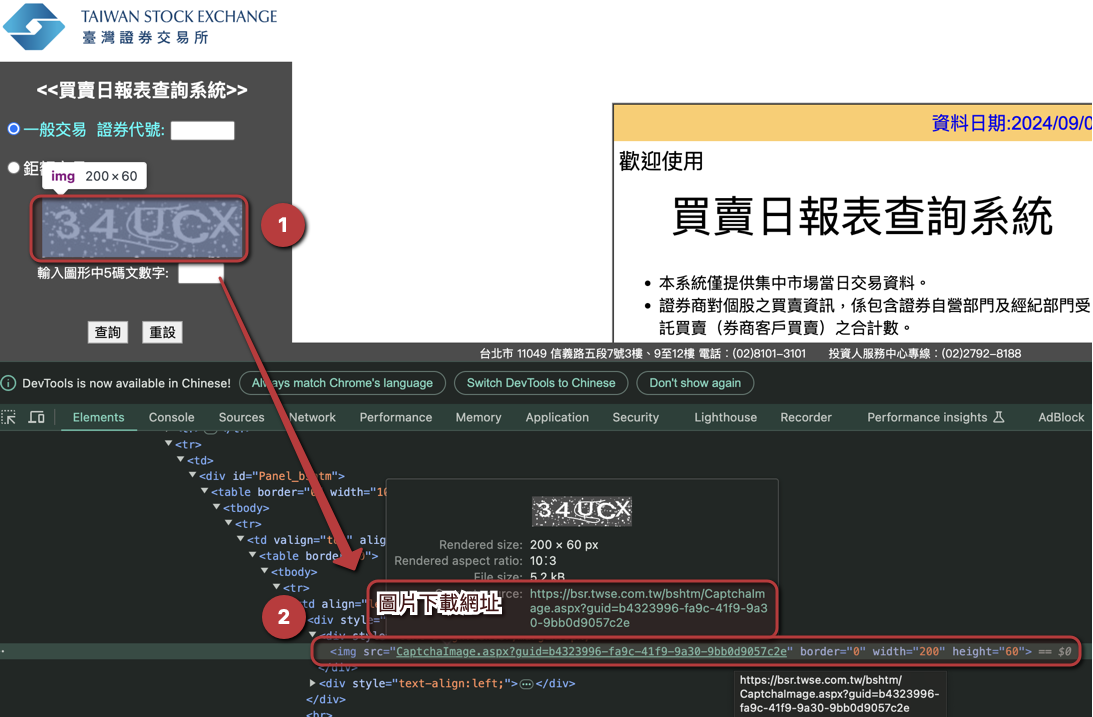 TAIWAN STOCK EXCHANGE
臺灣證券交易所
<<買賣日報表查詢系統>>
一般交易 證券代號:
鉅
img 200 × 60
34UCX
1
輸入圖形中5碼文數字:
查詢 重設
資料日期:2024/09/0
歡迎使用
買賣日報表查詢系統
• 本系統僅提供集中市場當日交易資料。
• 證券商對個股之買賣資訊，係包含證券自營部門及經紀部門受
託買賣（券商客戶買賣）之合計數。
台北市 11049 信義路五段7號3樓、9至12樓 電話：(02)8101-3101 投資人服務中心專線：(02)2792-8188
DevTools is now available in Chinese! Always match Chrome's language Switch DevTools to Chinese Don't show again
Elements Console Sources Network Performance Memory Application Security Lighthouse Recorder Performance insights AdBlock
<tr>
<td>
<div id="Panel_bshtm">
<table border="0" width="10
<tbody>
<tr>
<td valign="top" alig
<table border="0">
<tbody>
<tr>
<td align="le
<div style="
<div style
34UCX
Rendered size: 200 × 60 px
Rendered aspect ratio: 10∶3
File size: 5.2 kB
https://bsr.twse.com.tw/bshtm/CaptchaIm
age.aspx?guid=b4323996-fa9c-41f9-9a3
0-9bb0d9057c2e
圖片下載網址
2
<img src="CaptchaImage.aspx?guid=b4323996-fa9c-41f9-9a30-9bb0d9057c2e" border="0" width="200" height="60"> == $0
</div>
<div style="text-align:left;"> ⋯ </div>
</div>
<hr>
https://bsr.twse.com.tw/bshtm/
CaptchaImage.aspx?guid=b4323996-
fa9c-41f9-9a30-9bb0d9057c2e